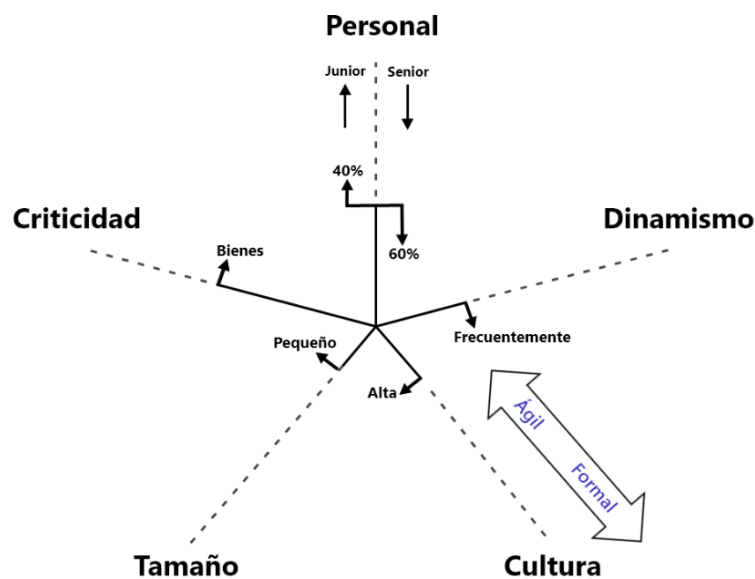 Personal
Junior
Senior
40%
Criticidad
Dinamismo
Bienes
60%
Pequeño
Frecuentemente
Alta
Ágil
Formal
Tamaño
Cultura